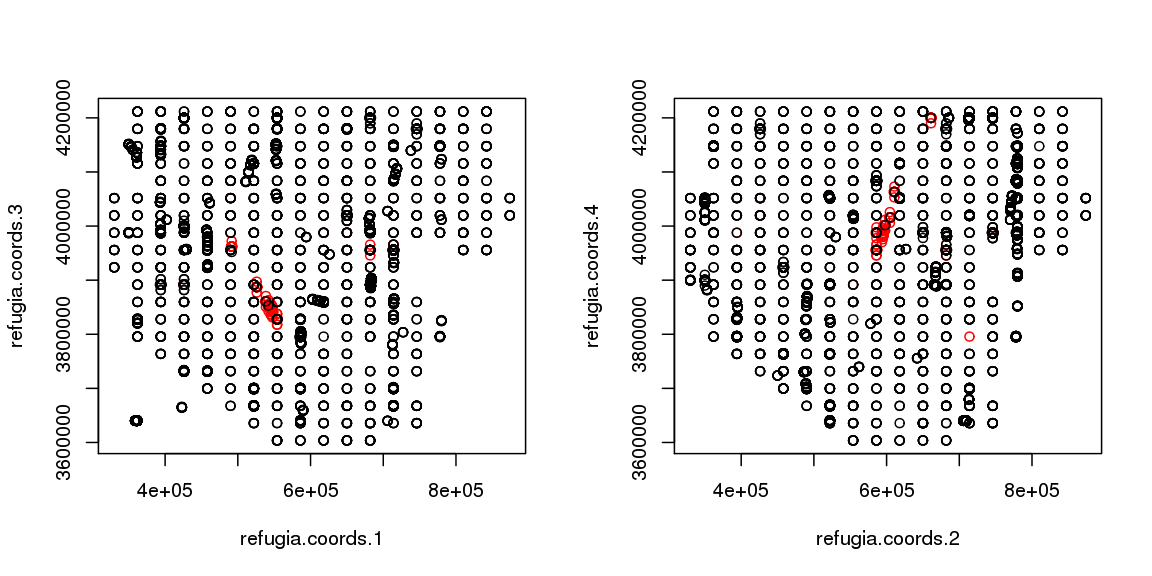 refugia.coords.3
3600000
3800000
4000000
4200000
4e+05
6e+05
8e+05
refugia.coords.1
refugia.coords.4
3600000
3800000
4000000
4200000
4e+05
6e+05
8e+05
refugia.coords.2